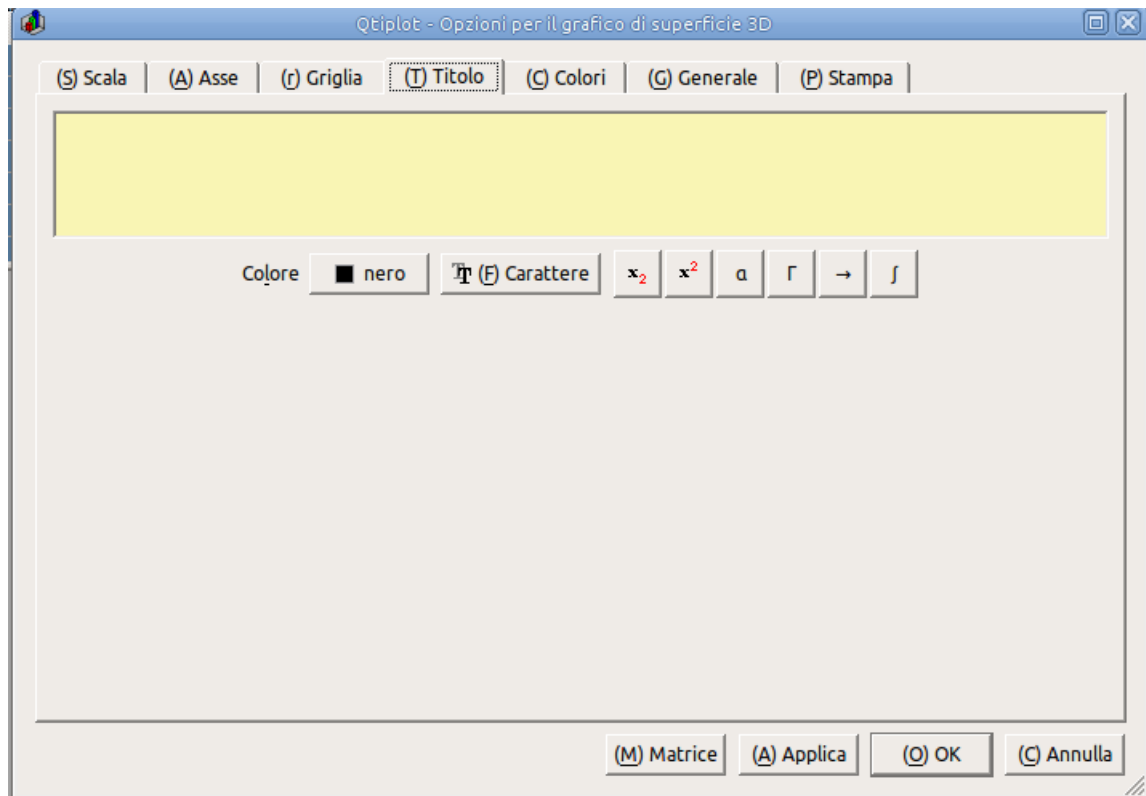 Qtiplot - Opzioni per il grafico di superficie 3D
(S) Scala (A) Asse (r) Griglia (T) Titolo (C) Colori (G) Generale (P) Stampa
Colore nero (F) Carattere x₂ x² α Γ → ∫
(M) Matrice (A) Applica (O) OK (C) Annulla